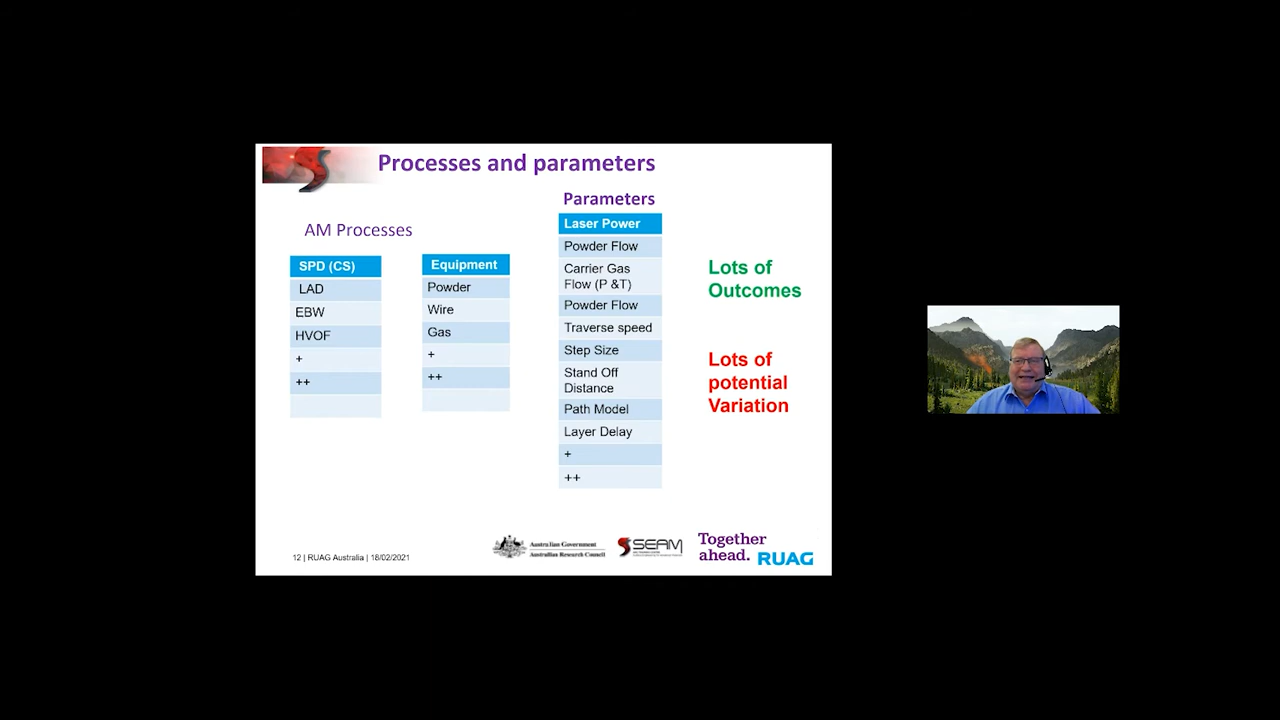 Processes and parameters
AM Processes
SPD (CS)
LAD
EBW
HVOF
+
++
Equipment
Powder
Wire
Gas
+
++
Parameters
Laser Power
Powder Flow
Carrier Gas
Flow (P &T)
Powder Flow
Traverse speed
Step Size
Stand Off
Distance
Path Model
Layer Delay
+
++
Lots of
Outcomes
Lots of
potential
Variation
12 | RUAG Australia | 18/02/2021
Australian Government
Australian Research Council
SEAM
Together
ahead. RUAG